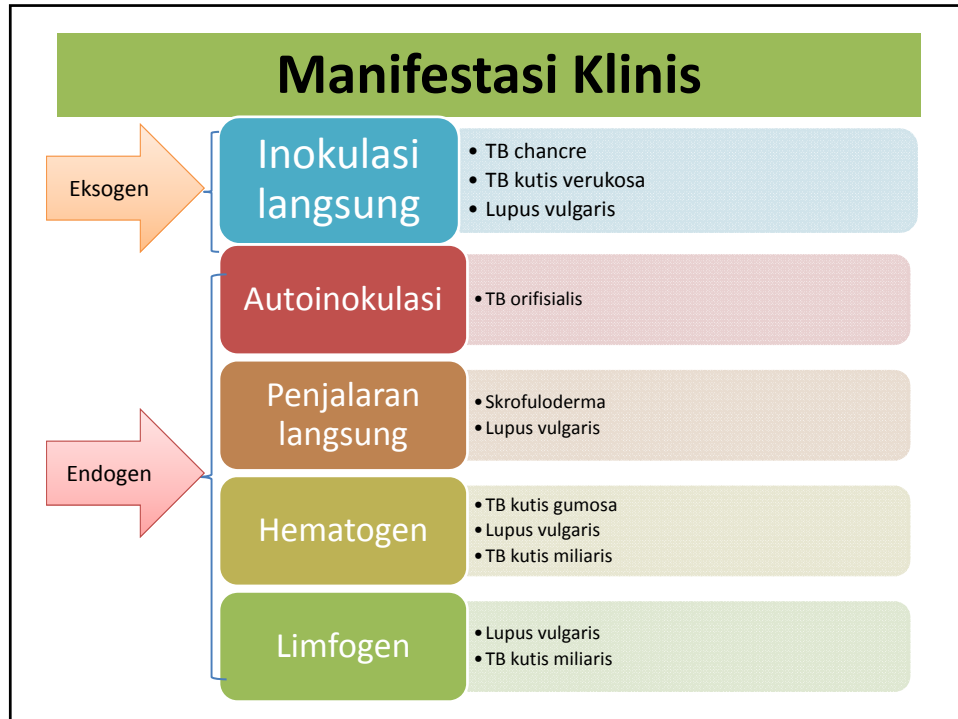 Manifestasi Klinis
Eksogen
Inokulasi
langsung
• TB chancre
• TB kutis verukosa
• Lupus vulgaris
Autoinokulasi
• TB orifisialis
Penjalaran
langsung
• Skrofuloderma
• Lupus vulgaris
Endogen
Hematogen
• TB kutis gumosa
• Lupus vulgaris
• TB kutis miliaris
Limfogen
• Lupus vulgaris
• TB kutis miliaris